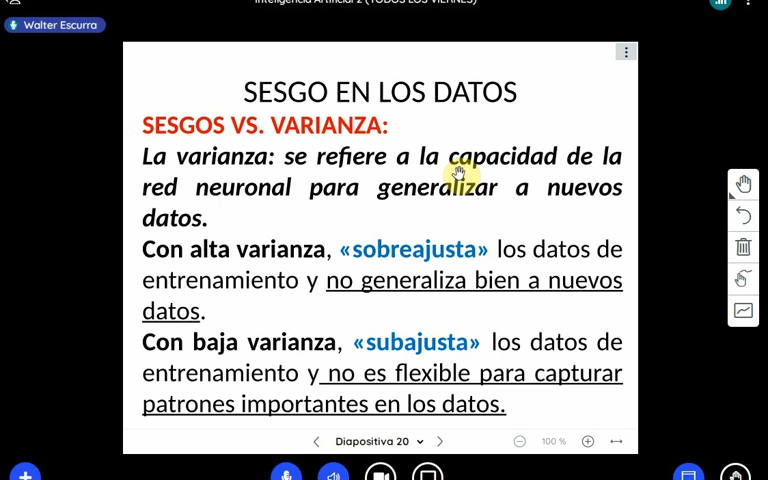 Inteligencia Artificial 2 (TODOS LOS VIERNES)
Walter Escurra
SESGO EN LOS DATOS
SESGOS VS. VARIANZA:
La varianza: se refiere a la capacidad de la
red neuronal para generalizar a nuevos
datos.
Con alta varianza, «sobreajusta» los datos de
entrenamiento y no generaliza bien a nuevos
datos.
Con baja varianza, «subajusta» los datos de
entrenamiento y no es flexible para capturar
patrones importantes en los datos.
Diapositiva 20
100 %